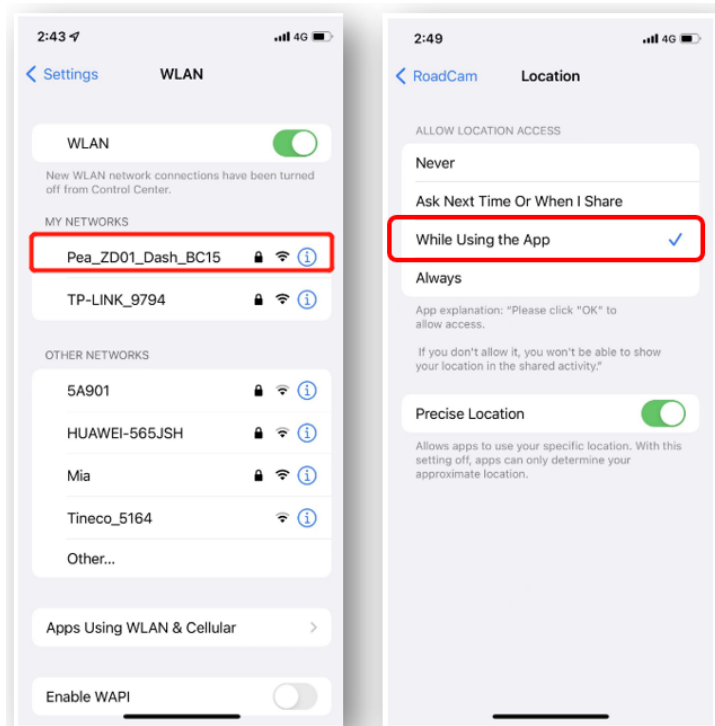 2:43
4G
Settings
WLAN
WLAN
New WLAN network connections have been turned
off from Control Center.
MY NETWORKS
Pea_ZD01_Dash_BC15
TP-LINK_9794
OTHER NETWORKS
5A901
HUAWEI-565JSH
Mia
Tineco_5164
Other...
Apps Using WLAN & Cellular
Enable WAPI
2:49
4G
RoadCam
Location
ALLOW LOCATION ACCESS
Never
Ask Next Time Or When I Share
While Using the App
Always
App explanation: "Please click "OK" to
allow access.
If you don't allow it, you won't be able to show
your location in the shared activity."
Precise Location
Allows apps to use your specific location. With this
setting off, apps can only determine your
approximate location.